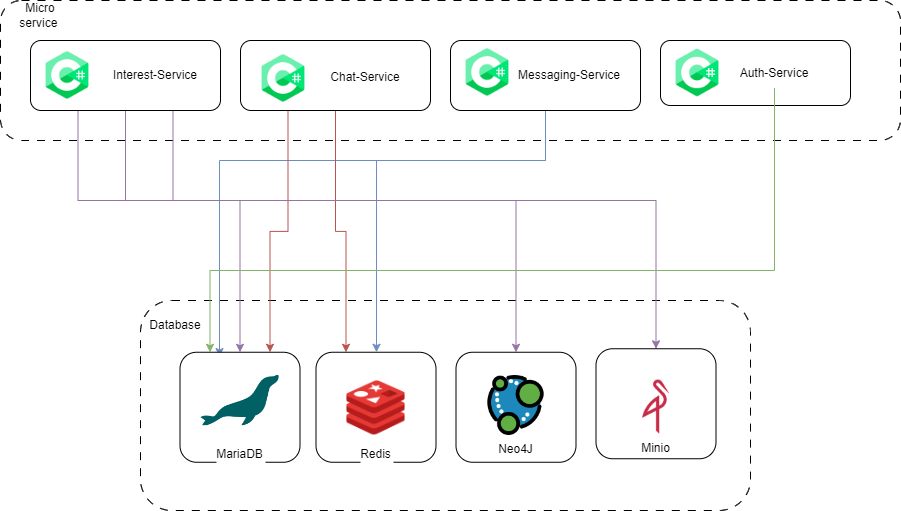 Micro
service
Interest-Service
Chat-Service
Messaging-Service
Auth-Service
Database
MariaDB
Redis
Neo4J
Minio